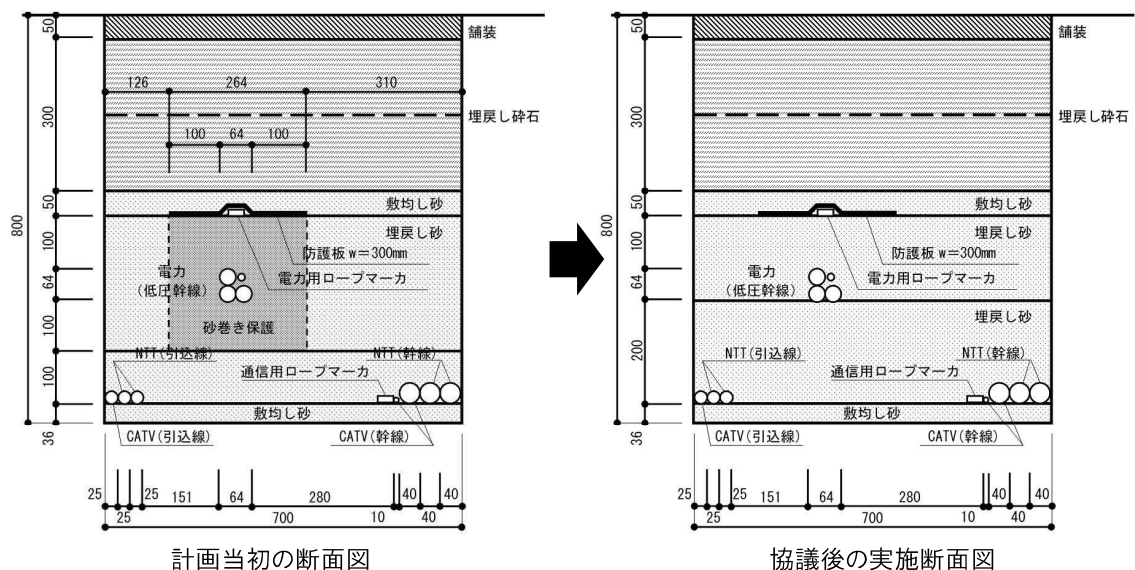 50
300
50
100
64
100
100
36
800
舗装
126
264
310
100
64
100
埋戻し砕石
敷均し砂
防護板 w=300mm
電力用ロープマーカ
電力
(低圧幹線)
砂巻き保護
NTT(引込線)
NTT(幹線)
通信用ロープマーカ
敷均し砂
CATV(引込線)
CATV(幹線)
25
25
151
64
280
40
40
25
700
10
40
計画当初の断面図
50
300
50
100
64
200
36
800
舗装
埋戻し砕石
敷均し砂
埋戻し砂
防護板 w=300mm
電力用ロープマーカ
電力
(低圧幹線)
埋戻し砂
NTT(引込線)
NTT(幹線)
通信用ロープマーカ
敷均し砂
CATV(引込線)
CATV(幹線)
25
25
151
64
280
40
40
25
700
10
40
協議後の実施断面図